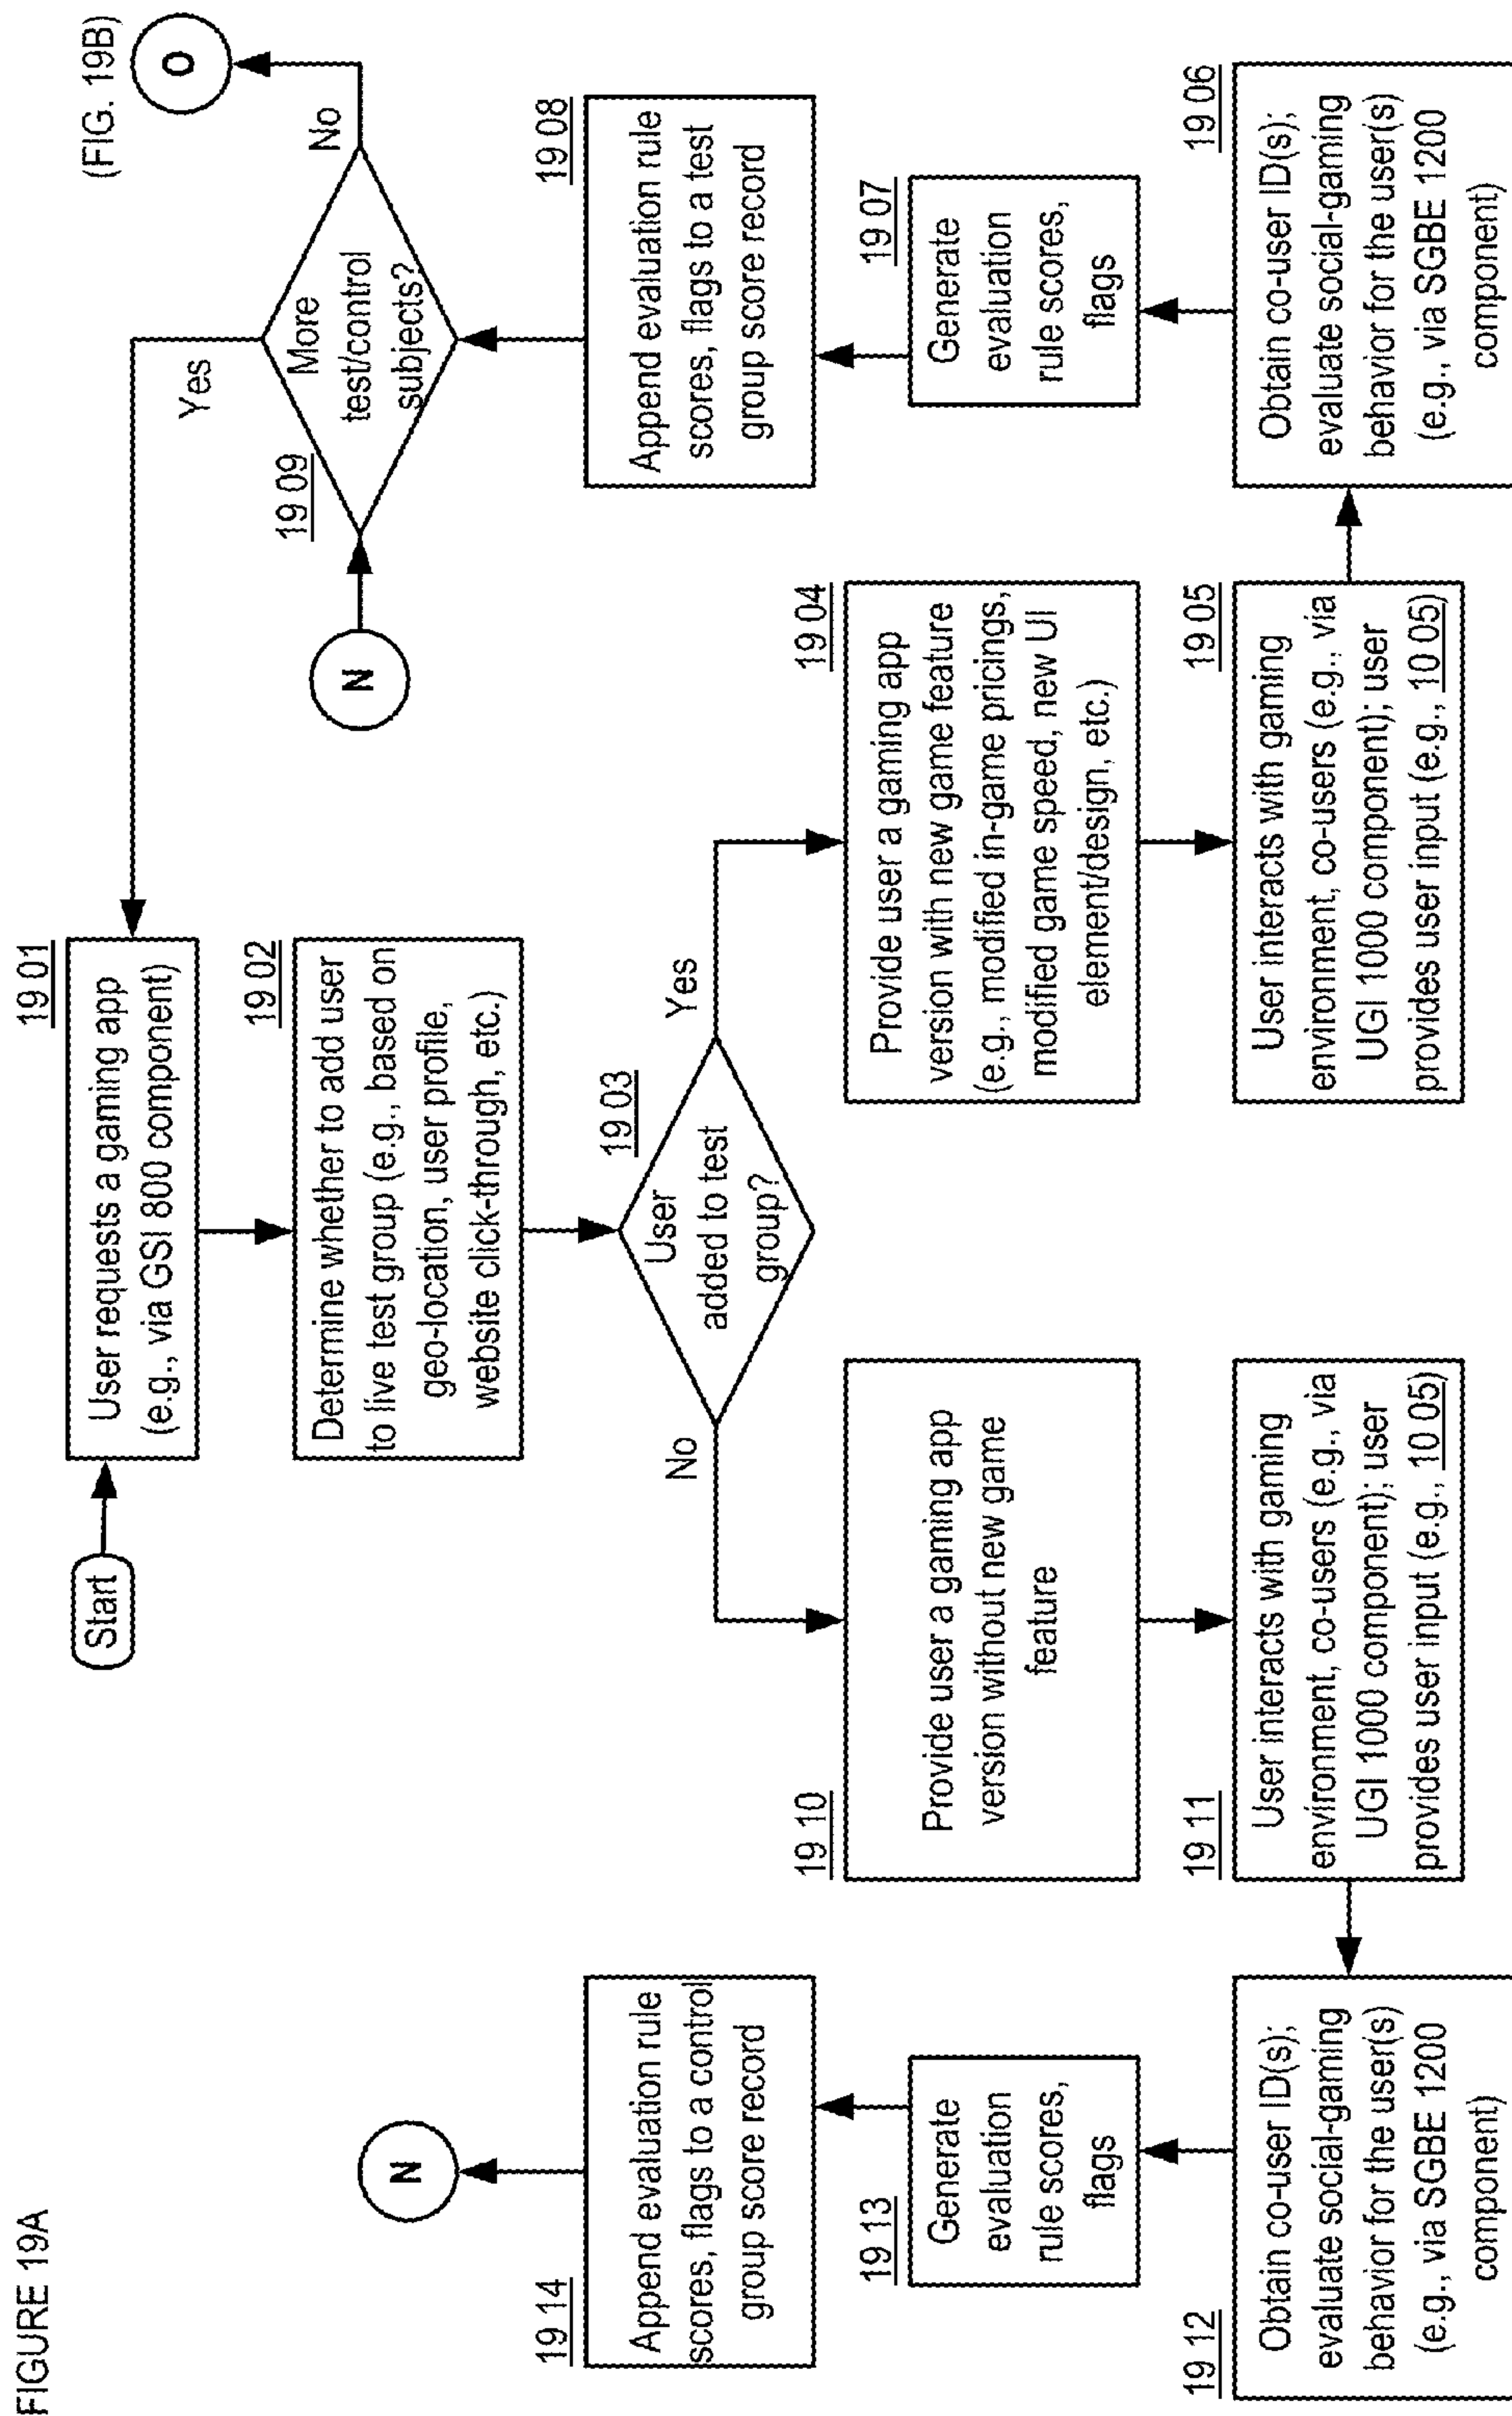 FIGURE 19A
Start
19 01
User requests a gaming app
(e.g., via GSI 800 component)
19 02
Determine whether to add user
to live test group (e.g., based on
geo-location, user profile,
website click-through, etc.)
19 03
User
added to test
group?
No
Yes
19 10
Provide user a gaming app
version without new game
feature
19 11
User interacts with gaming
environment, co-users (e.g., via
UGI 1000 component); user
provides user input (e.g., 10 05)
19 12
Obtain co-user ID(s);
evaluate social-gaming
behavior for the user(s)
(e.g., via SGBE 1200
component)
19 13
Generate
evaluation
rule scores,
flags
19 14
Append evaluation rule
scores, flags to a control
group score record
N
19 04
Provide user a gaming app
version with new game feature
(e.g., modified in-game pricings,
modified game speed, new UI
element/design, etc.)
19 05
User interacts with gaming
environment, co-users (e.g., via
UGI 1000 component); user
provides user input (e.g., 10 05)
19 06
Obtain co-user ID(s);
evaluate social-gaming
behavior for the user(s)
(e.g., via SGBE 1200
component)
19 07
Generate
evaluation
rule scores,
flags
19 08
Append evaluation rule
scores, flags to a test
group score record
N
19 09
More
test/control
subjects?
Yes
No
(FIG. 19B)
O